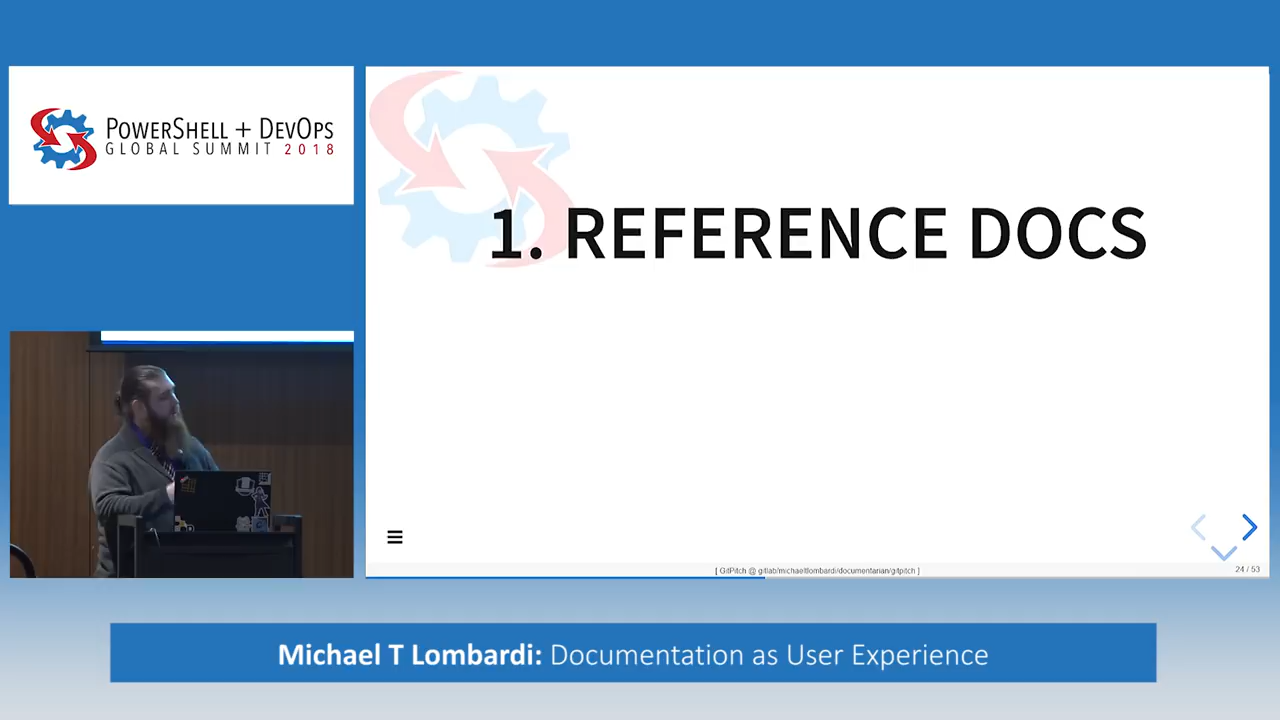 POWERSHELL + DEVOPS
GLOBAL SUMMIT 2018
1. REFERENCE DOCS
[ GitPitch @ gitlab/michaeltlombardi/documentarian/gitpitch ]
24 / 53
Michael T Lombardi: Documentation as User Experience